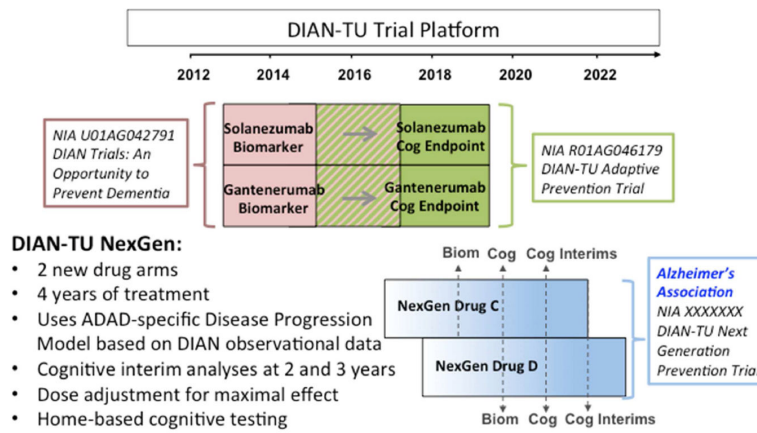 DIAN-TU Trial Platform
2012 2014 2016 2018 2020 2022
NIA U01AG042791
DIAN Trials: An
Opportunity to
Prevent Dementia
Solanezumab
Biomarker
Solanezumab
Cog Endpoint
Gantenerumab
Biomarker
Gantenerumab
Cog Endpoint
NIA R01AG046179
DIAN-TU Adaptive
Prevention Trial
DIAN-TU NexGen:
• 2 new drug arms
• 4 years of treatment
• Uses ADAD-specific Disease Progression
Model based on DIAN observational data
• Cognitive interim analyses at 2 and 3 years
• Dose adjustment for maximal effect
• Home-based cognitive testing
Biom Cog Cog Interims
NexGen Drug C
NexGen Drug D
Biom Cog Cog Interims
Alzheimer's
Association
NIA XXXXXXX
DIAN-TU Next
Generation
Prevention Trial